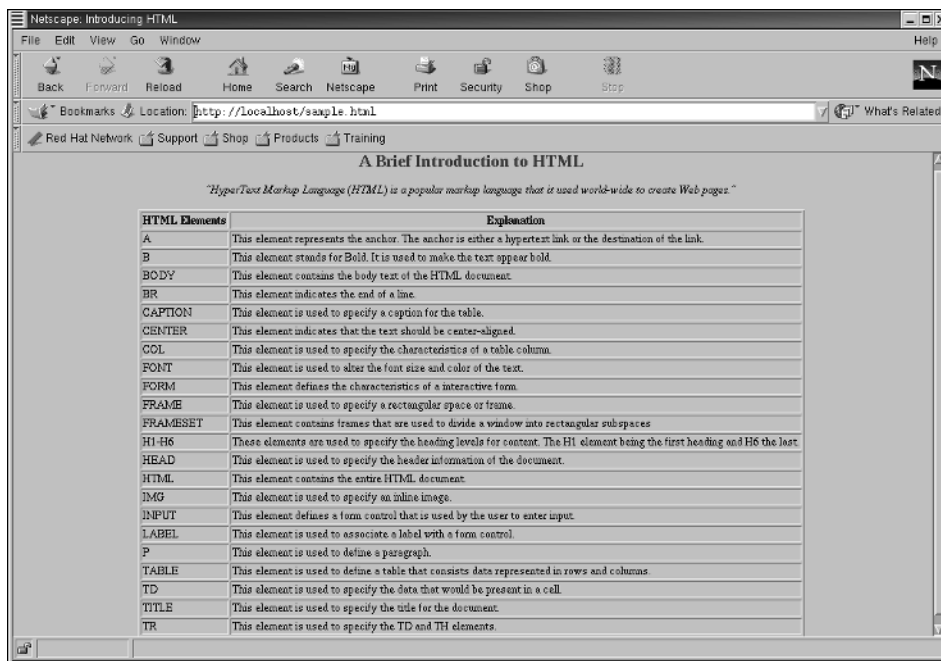 Netscape: Introducing HTML
File Edit View Go Window Help
Back Forward Reload Home Search Netscape Print Security Shop Stop
N
Bookmarks Location: http://localhost/sample.html What's Related
Red Hat Network Support Shop Products Training
A Brief Introduction to HTML
"HyperText Markup Language (HTML) is a popular markup language that it used world-wide to create Web pages."
HTML Elements Explanation
A This element represents the anchor. The anchor is either a hypertext link or the destination of the link.
B This element stands for Bold. It is used to make the text appear bold.
BODY This element contains the body text of the HTML document.
BR This element indicates the end of a line.
CAPTION This element is used to specify a caption for the table.
CENTER This element indicates that the text should be center-aligned.
COL This element is used to specify the characteristics of a table column.
FONT This element is used to alter the font size and color of the text.
FORM This element defines the characteristics of a interactive form.
FRAME This element is used to specify a rectangular space or frame.
FRAMESET This element contains frames that are used to divide a window into rectangular subspaces
H1-H6 These elements are used to specify the heading levels for content. The H1 element being the first heading and H6 the last.
HEAD This element is used to specify the header information of the document.
HTML This element contains the entire HTML document.
IMG This element is used to specify an inline image.
INPUT This element defines a form control that is used by the user to enter input.
LABEL This element is used to associate a label with a form control.
P This element is used to define a paragraph.
TABLE This element is used to define a table that consists data represented in rows and columns.
TD This element is used to specify the data that would be present in a cell.
TITLE This element is used to specify the title for the document.
TR This element is used to specify the TD and TH elements.